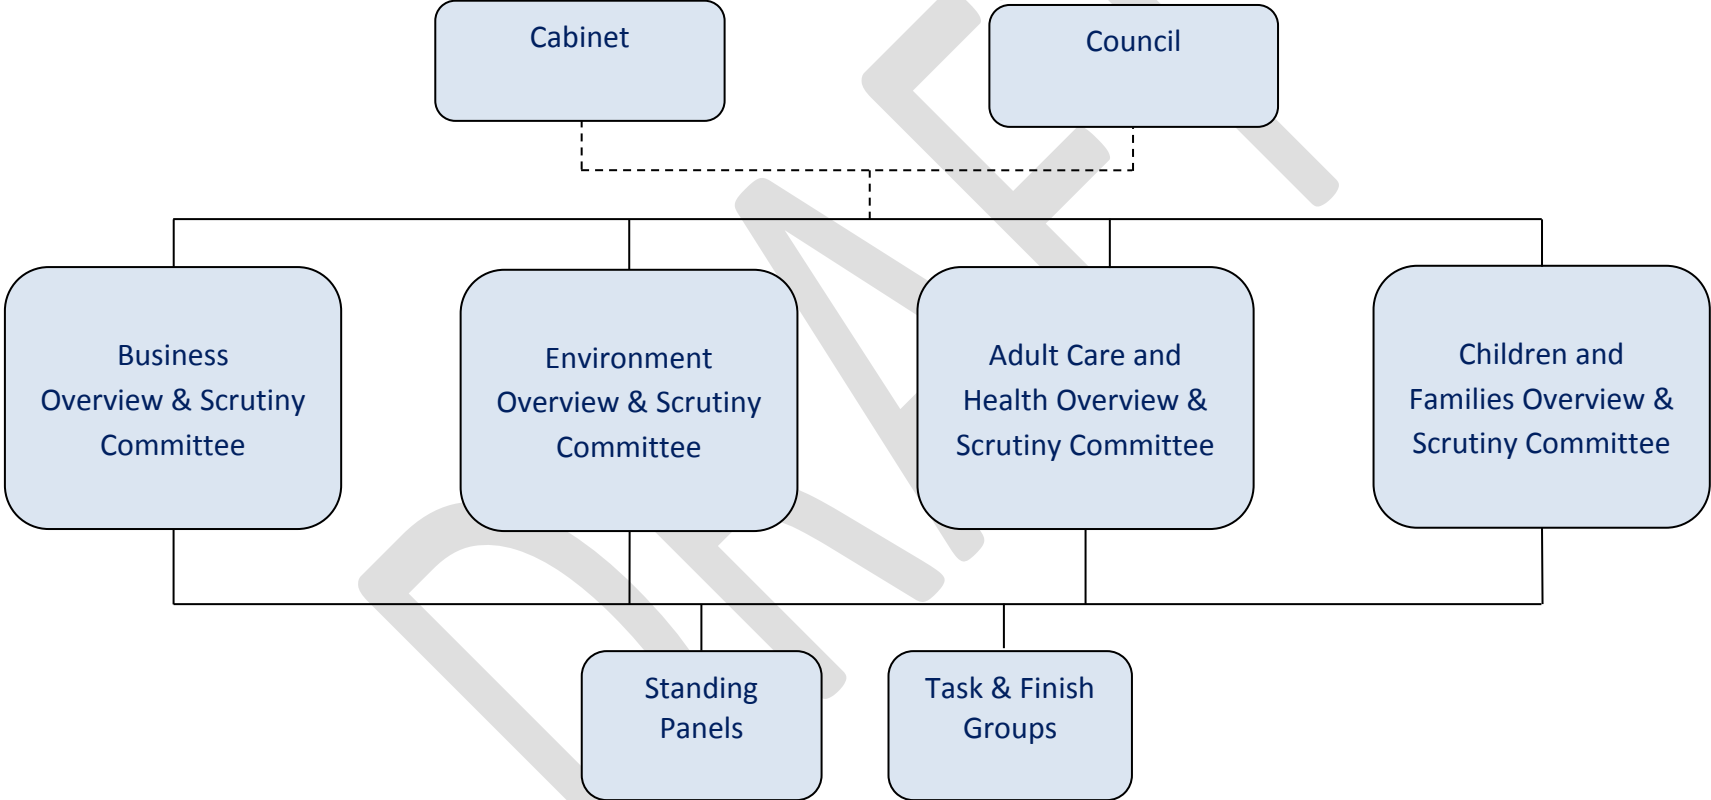 Cabinet
Council
Business
Overview & Scrutiny
Committee
Environment
Overview & Scrutiny
Committee
Adult Care and
Health Overview &
Scrutiny Committee
Children and
Families Overview &
Scrutiny Committee
Standing
Panels
Task & Finish
Groups
DRAFT